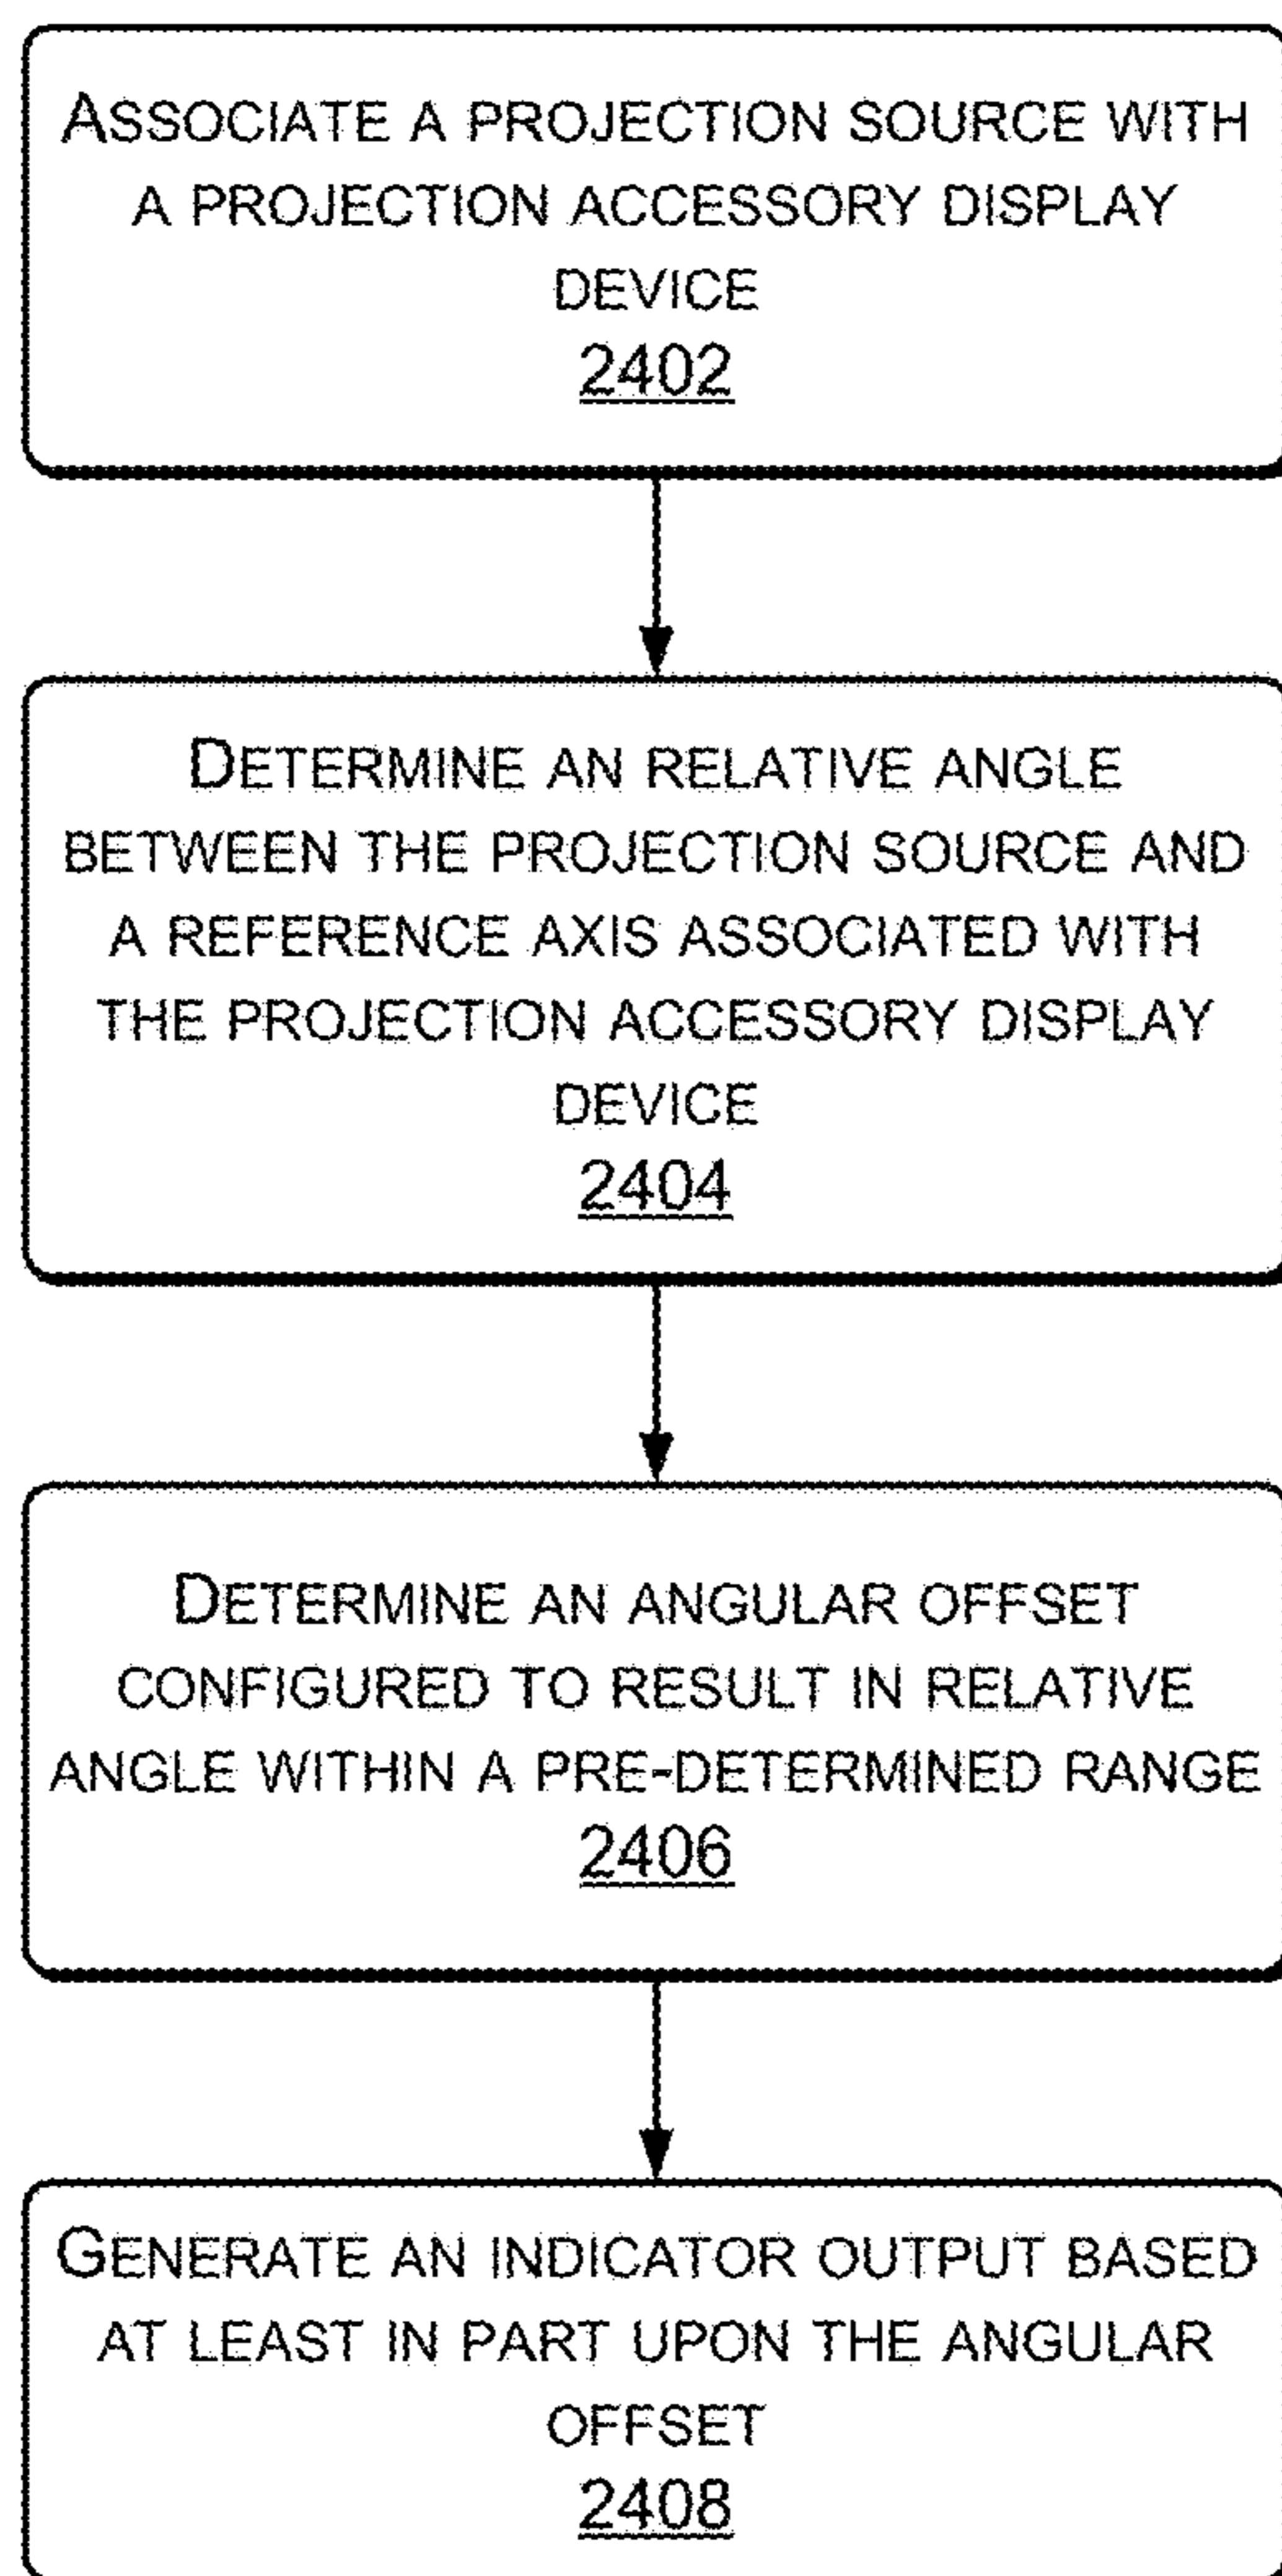 ASSOCIATE A PROJECTION SOURCE WITH
A PROJECTION ACCESSORY DISPLAY
DEVICE
2402
DETERMINE AN RELATIVE ANGLE
BETWEEN THE PROJECTION SOURCE AND
A REFERENCE AXIS ASSOCIATED WITH
THE PROJECTION ACCESSORY DISPLAY
DEVICE
2404
DETERMINE AN ANGULAR OFFSET
CONFIGURED TO RESULT IN RELATIVE
ANGLE WITHIN A PRE-DETERMINED RANGE
2406
GENERATE AN INDICATOR OUTPUT BASED
AT LEAST IN PART UPON THE ANGULAR
OFFSET
2408